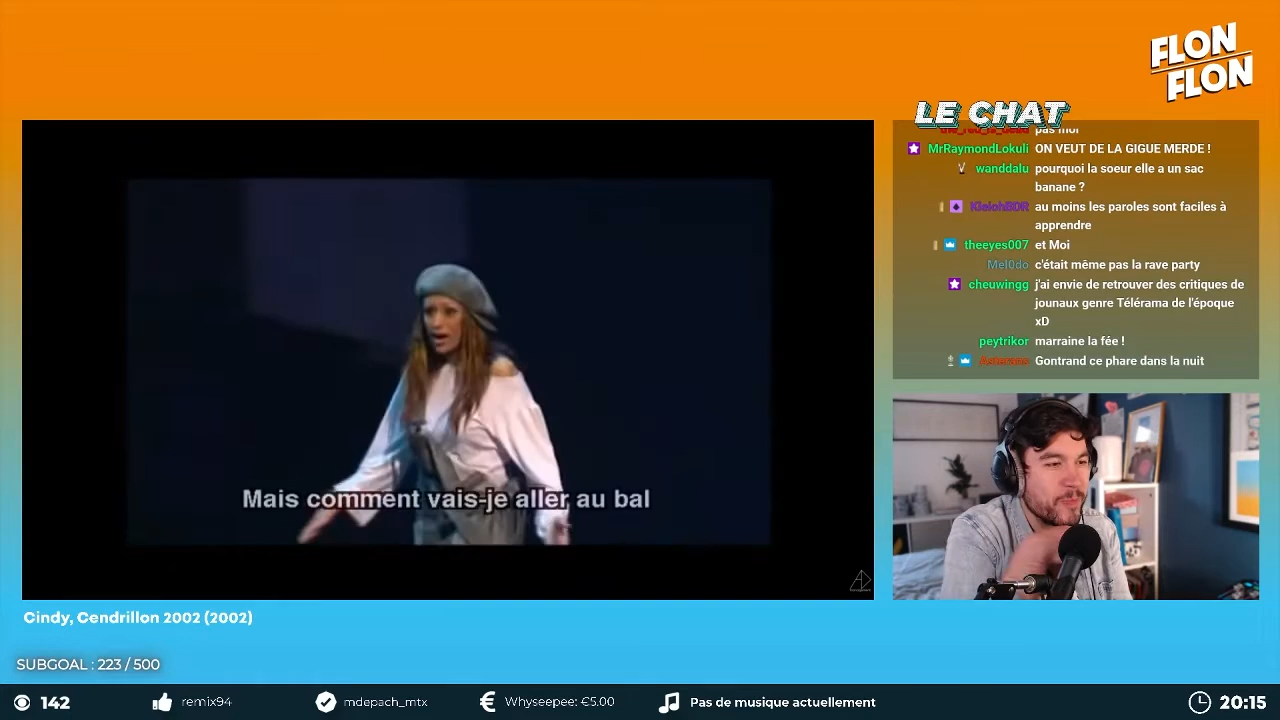 FLON
FLON
LE CHAT
pas moi
MrRaymondLokuli ON VEUT DE LA GIGUE MERDE !
wanddalu pourquoi la soeur elle a un sac
banane ?
KleiohBDR au moins les paroles sont faciles à
apprendre
theeyes007 et Moi
Mel0do c'était même pas la rave party
cheuwingg j'ai envie de retrouver des critiques de
jounaux genre Télérama de l'époque
xD
peytrikor marraine la fée !
Asterano Gontrand ce phare dans la nuit
Mais comment vais-je aller au bal
Cindy, Cendrillon 2002 (2002)
SUBGOAL : 223 / 500
142 remix94 mdepach_mtx € Whyseepee: €5.00 Pas de musique actuellement 20:15